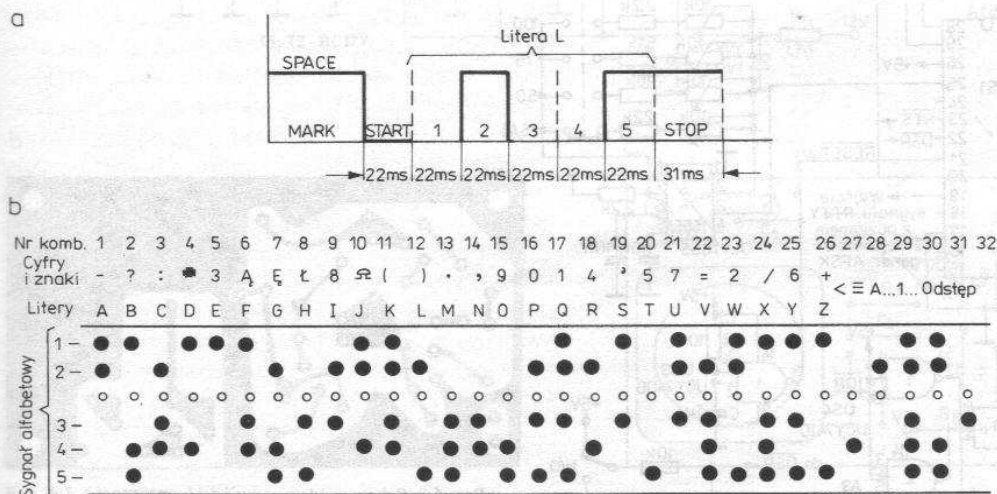 a
Litera L
SPACE
MARK START 1 2 3 4 5 STOP
22ms 22ms 22ms 22ms 22ms 22ms 31ms
b
Nr komb. 1 2 3 4 5 6 7 8 9 10 11 12 13 14 15 16 17 18 19 20 21 22 23 24 25 26 27 28 29 30 31 32
Cyfry
i znaki - ? : 3 Ą Ę Ł 8 ( ) . , 9 0 1 4 ' 5 7 = 2 / 6 + < ≡ A...1... Odstęp
Litery A B C D E F G H I J K L M N O P Q R S T U V W X Y Z
Sygnał alfabetowy
1 –
2 –
3 –
4 –
5 –